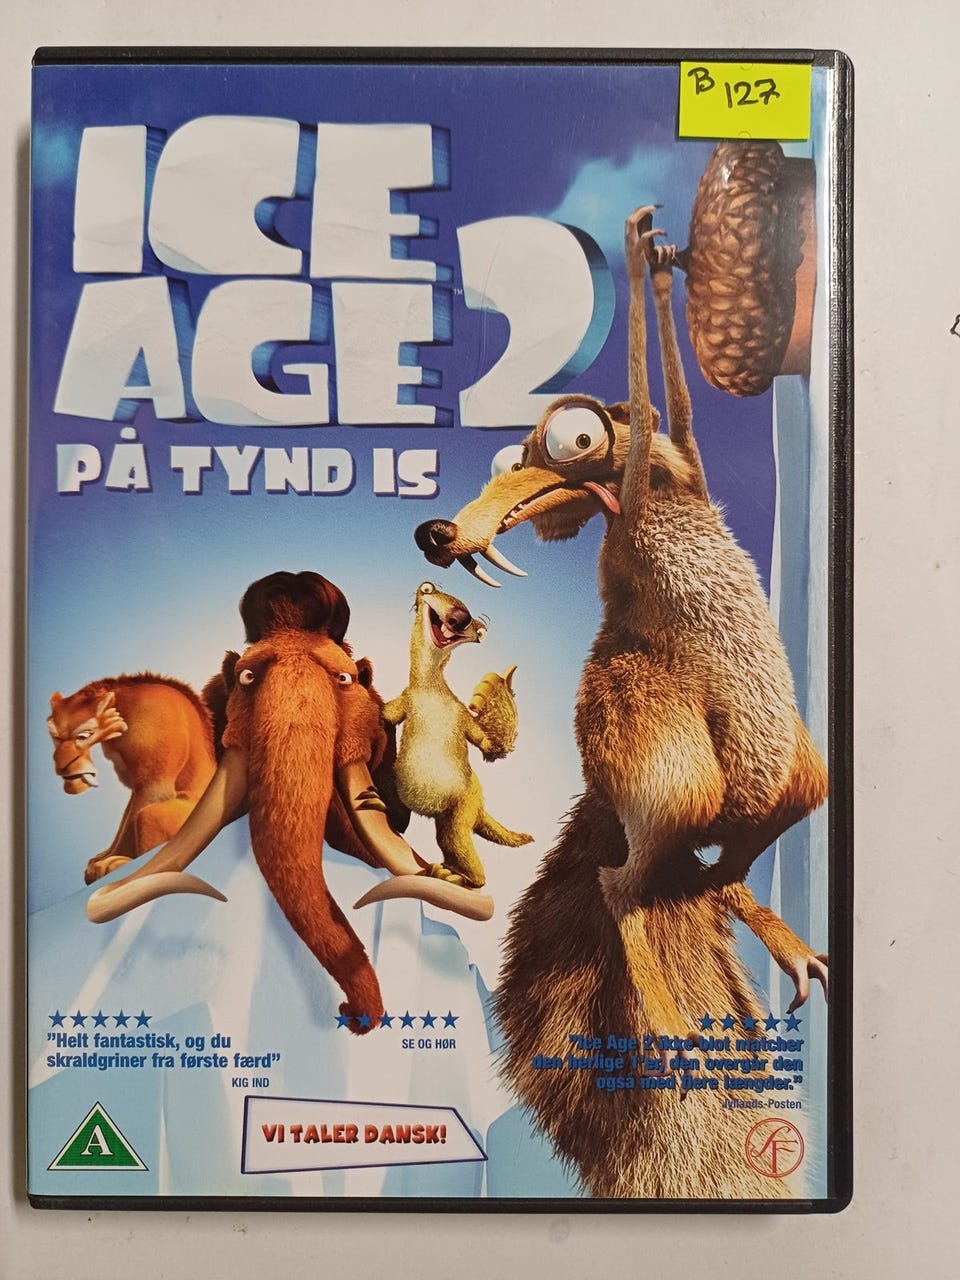 B 127
ICE
AGE 2
™
PÅ TYND IS
"Helt fantastisk, og du
skraldgriner fra første færd"
KIG IND
SE OG HØR
"Ice Age 2 ikke blot matcher
den herlige 1'er, den overgår den
også med flere længder."
Jyllands-Posten
A
VI TALER DANSK!
SF